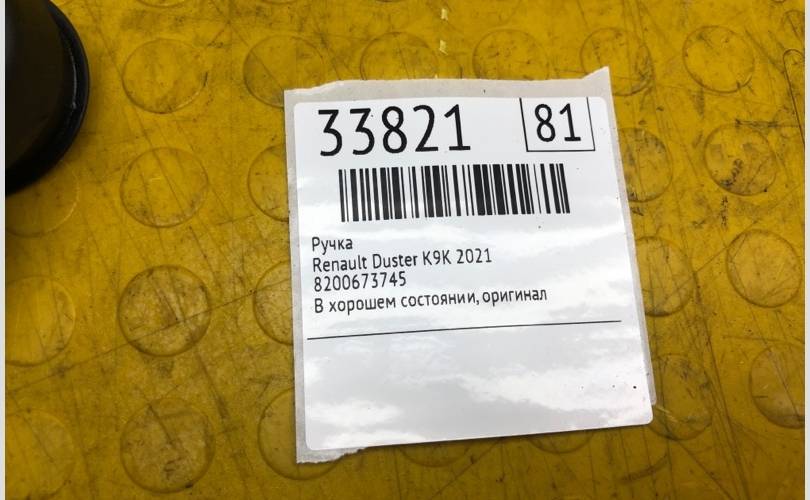 33821 81
Ручка
Renault Duster K9K 2021
8200673745
В хорошем состоянии, оригинал